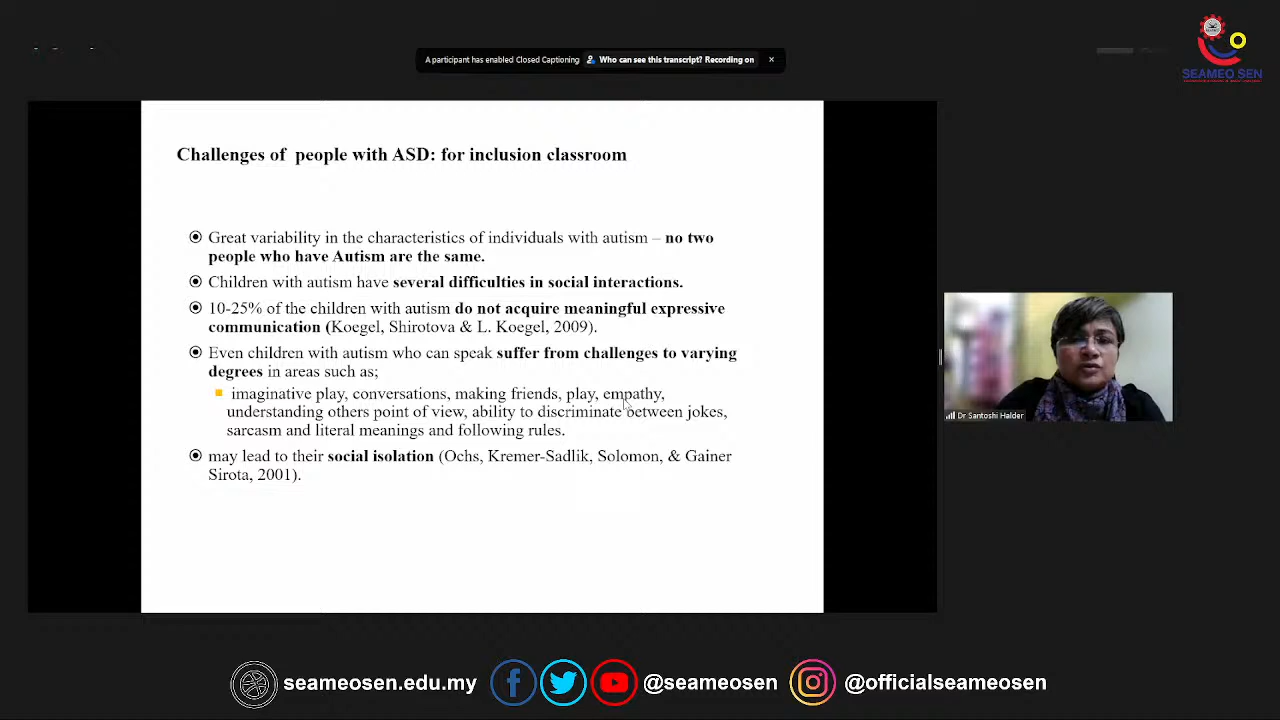 A participant has enabled Closed Captioning Who can see this transcript? Recording on
SEAMEO SEN
Challenges of people with ASD: for inclusion classroom
Great variability in the characteristics of individuals with autism – no two
people who have Autism are the same.
Children with autism have several difficulties in social interactions.
10-25% of the children with autism do not acquire meaningful expressive
communication (Koegel, Shirotova & L. Koegel, 2009).
Even children with autism who can speak suffer from challenges to varying
degrees in areas such as;
imaginative play, conversations, making friends, play, empathy,
understanding others point of view, ability to discriminate between jokes,
sarcasm and literal meanings and following rules.
may lead to their social isolation (Ochs, Kremer-Sadlik, Solomon, & Gainer
Sirota, 2001).
Dr Santoshi Halder
seameosen.edu.my @seameosen @officialseameosen